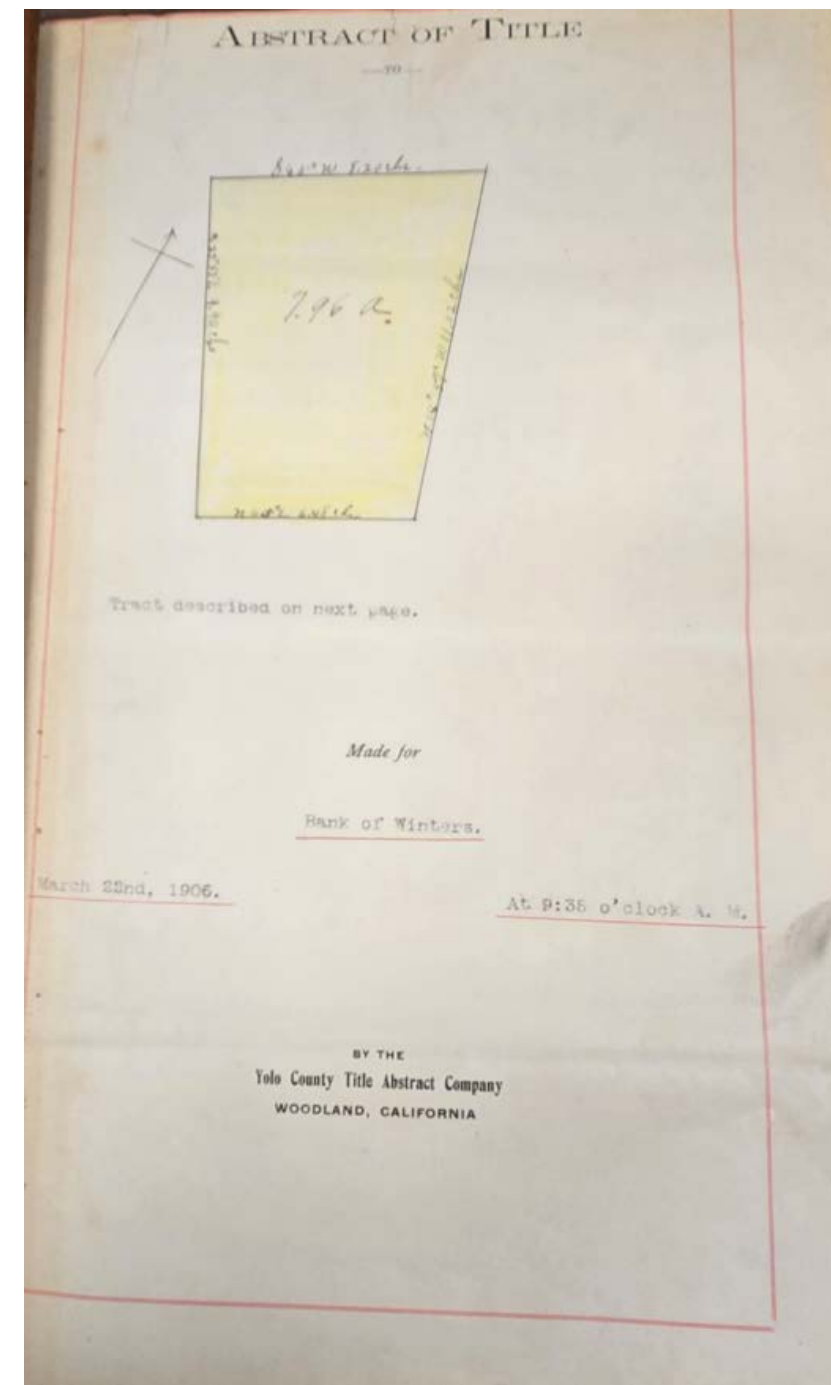 ABSTRACT OF TITLE
—TO—
7.96 a.
Tract described on next page.
Made for
Bank of Winters.
March 22nd, 1906.
At 9:35 o'clock A. M.
BY THE
Yolo County Title Abstract Company
WOODLAND, CALIFORNIA